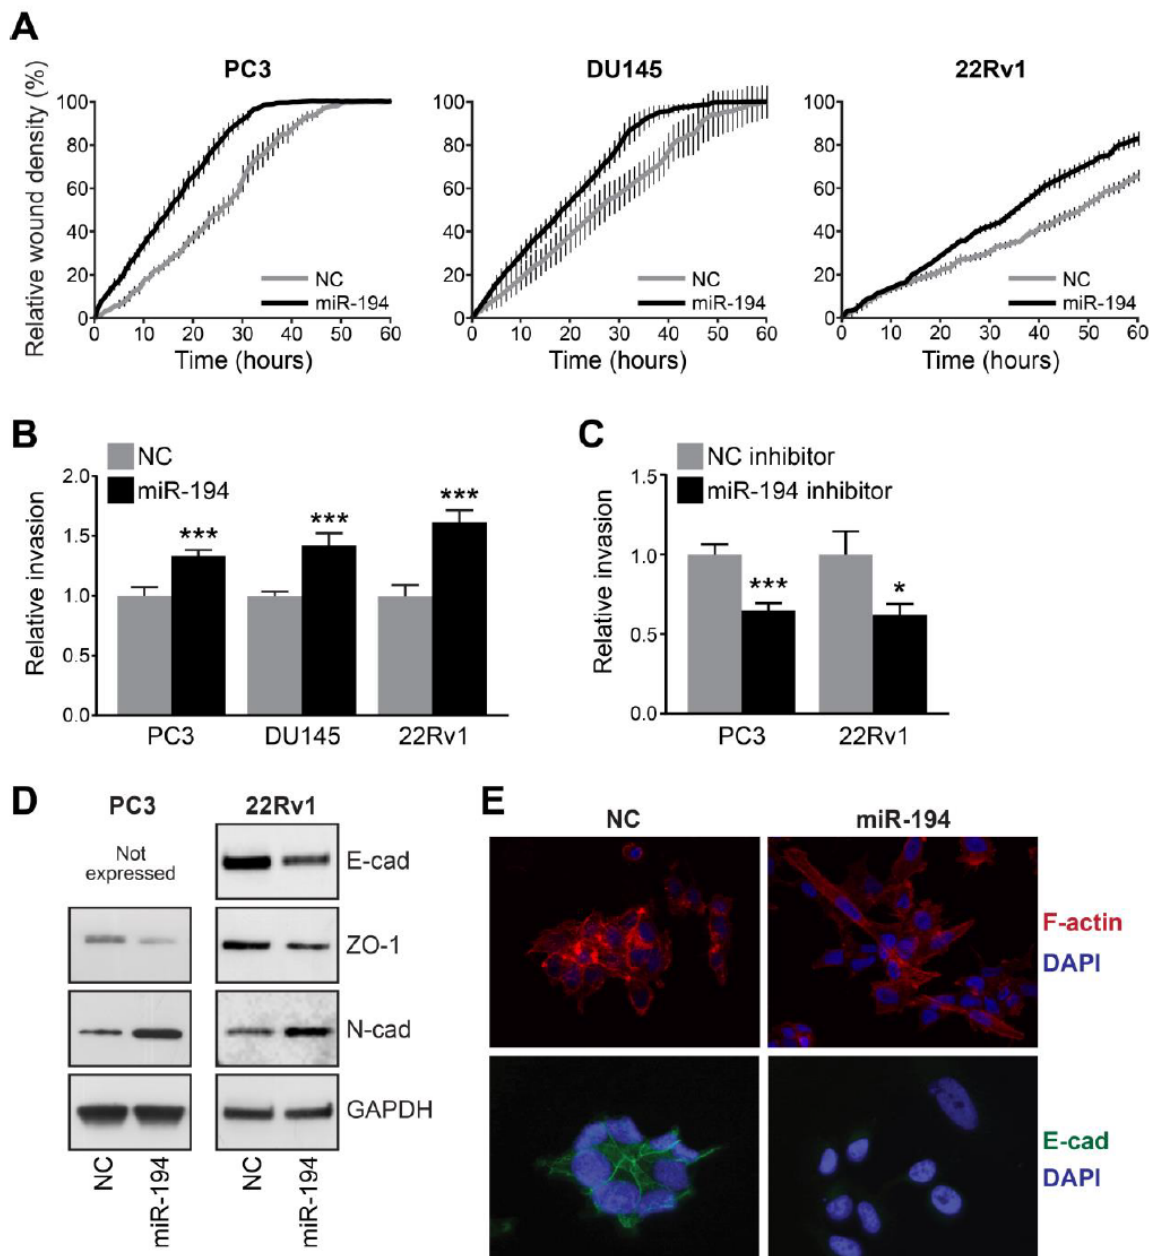 A
PC3
DU145
22Rv1
Relative wound density (%)
100
80
60
40
20
0
NC
miR-194
0 10 20 30 40 50 60
Time (hours)
100
80
60
40
20
0
NC
miR-194
0 10 20 30 40 50 60
Time (hours)
100
80
60
40
20
0
NC
miR-194
0 10 20 30 40 50 60
Time (hours)
B
NC
miR-194
Relative invasion
2.0
1.5
1.0
0.5
0.0
***
***
***
PC3 DU145 22Rv1
C
NC inhibitor
miR-194 inhibitor
Relative invasion
1.5
1.0
0.5
0.0
***
*
PC3 22Rv1
D
PC3 22Rv1
Not
expressed
E-cad
ZO-1
N-cad
GAPDH
NC
miR-194
NC
miR-194
E
NC miR-194
F-actin
DAPI
E-cad
DAPI